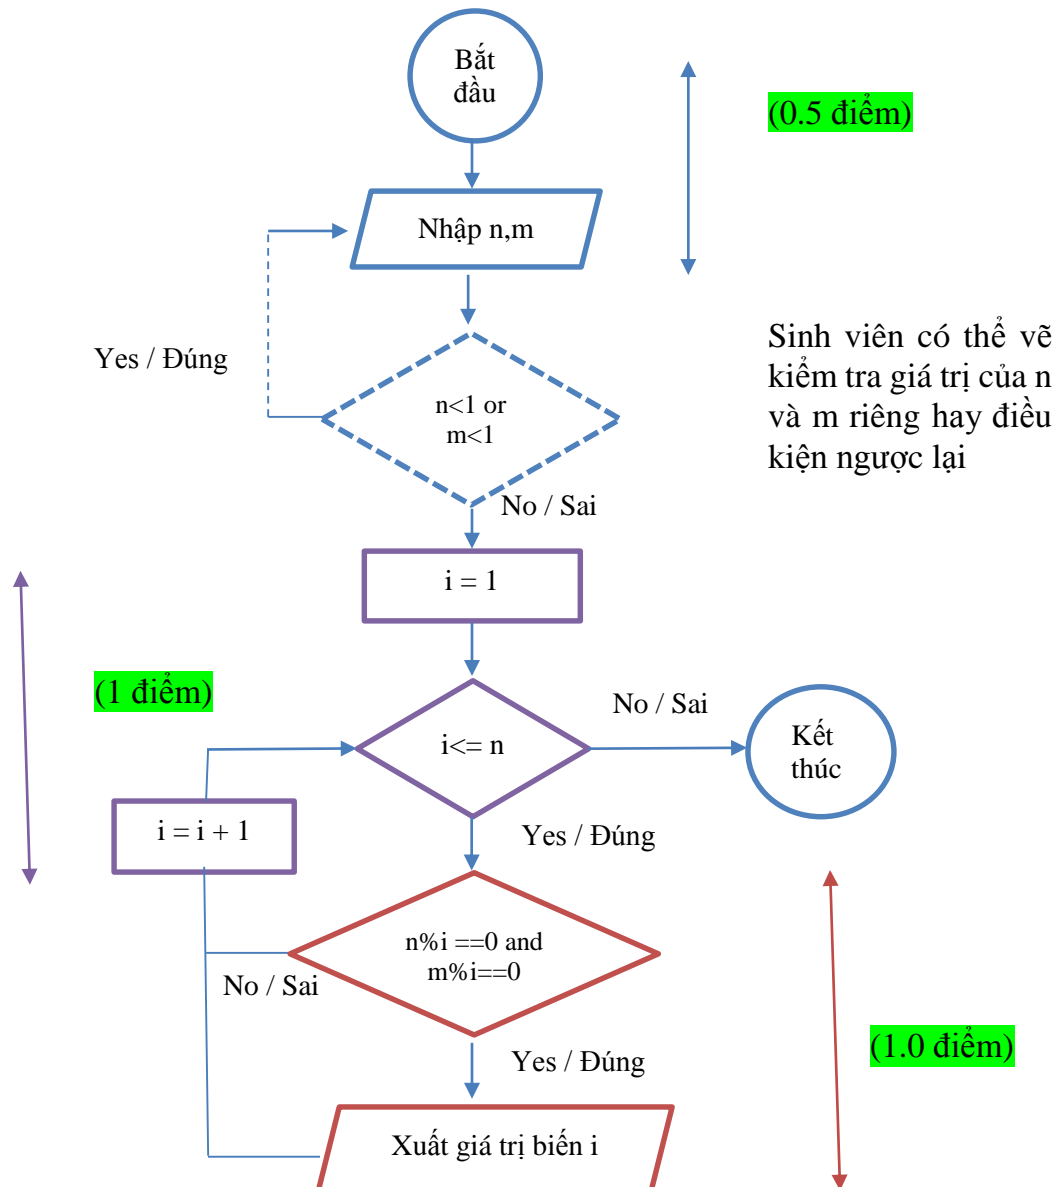 Bắt
đầu
(0.5 điểm)
Nhập n,m
Sinh viên có thể vẽ
kiểm tra giá trị của n
và m riêng hay điều
kiện ngược lại
Yes / Đúng
n<1 or
m<1
No / Sai
i = 1
(1 điểm)
No / Sai
i<= n
Kết
thúc
i = i + 1
Yes / Đúng
n%i ==0 and
m%i==0
No / Sai
(1.0 điểm)
Yes / Đúng
Xuất giá trị biến i